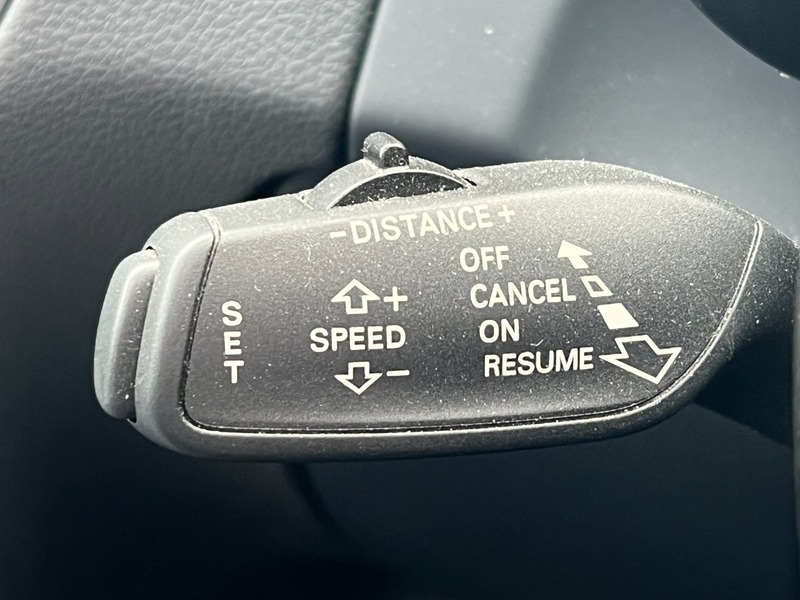 -DISTANCE+
OFF
CANCEL
ON
RESUME
+
SPEED
-
SET